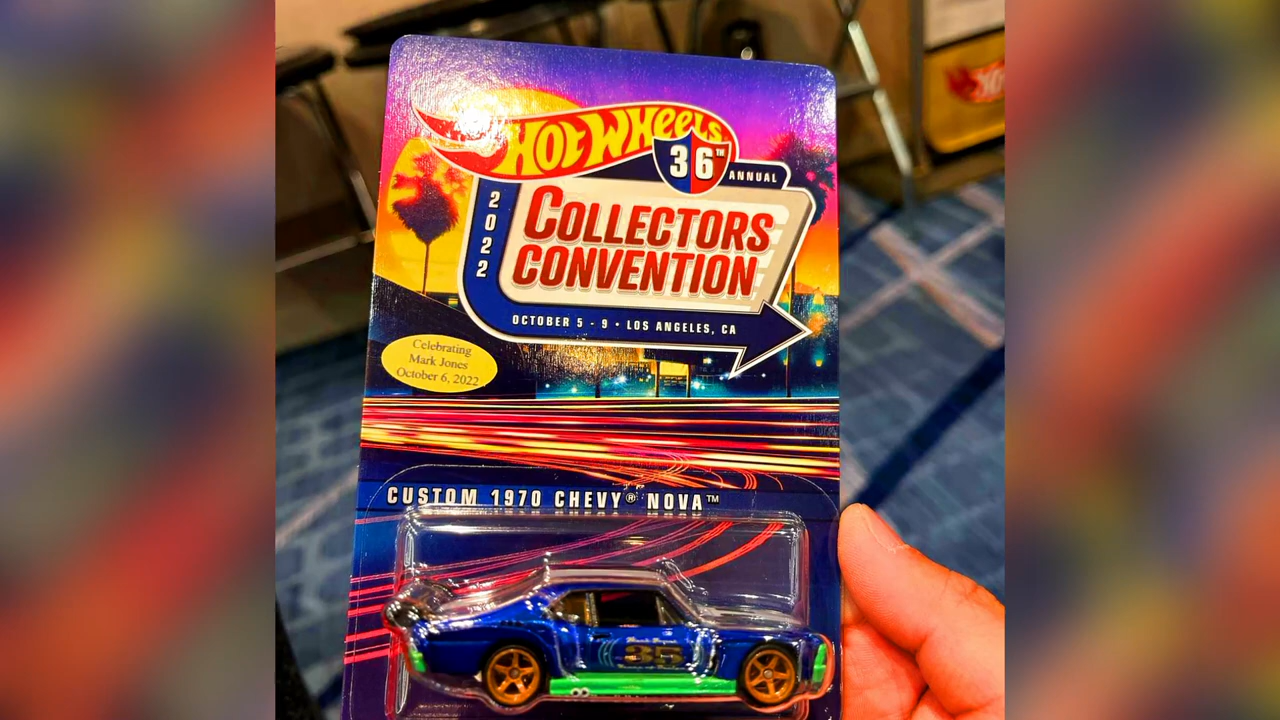 HOT WHEELS
36TH
ANNUAL
2022
COLLECTORS
CONVENTION
OCTOBER 5 - 9 • LOS ANGELES, CA
Celebrating
Mark Jones
October 6, 2022
CUSTOM 1970 CHEVY® NOVA™
35